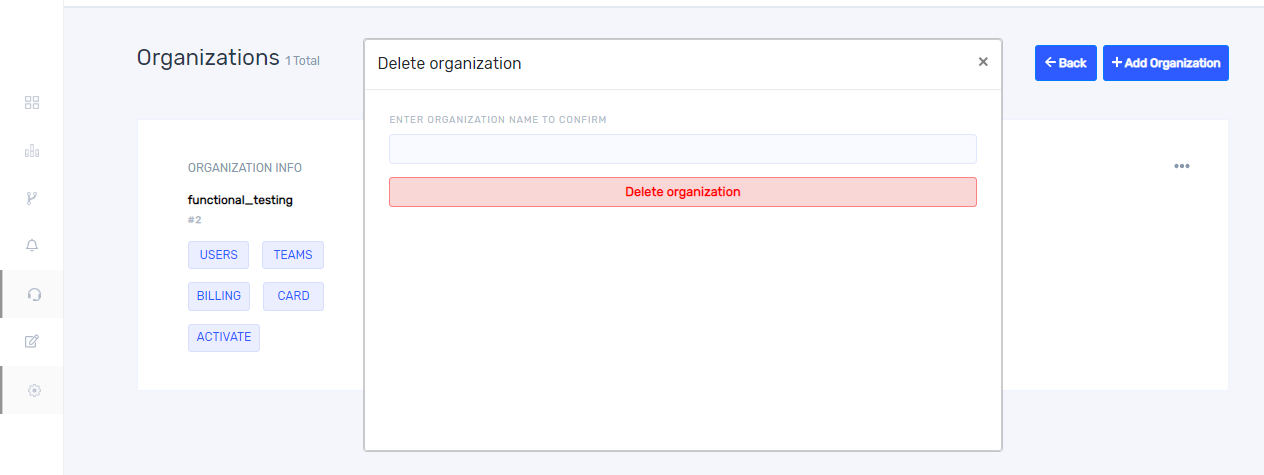 Organizations 1 Total
Delete organization ×
← Back
+ Add Organization
ENTER ORGANIZATION NAME TO CONFIRM
Delete organization
ORGANIZATION INFO
functional_testing
#2
USERS TEAMS
BILLING CARD
ACTIVATE